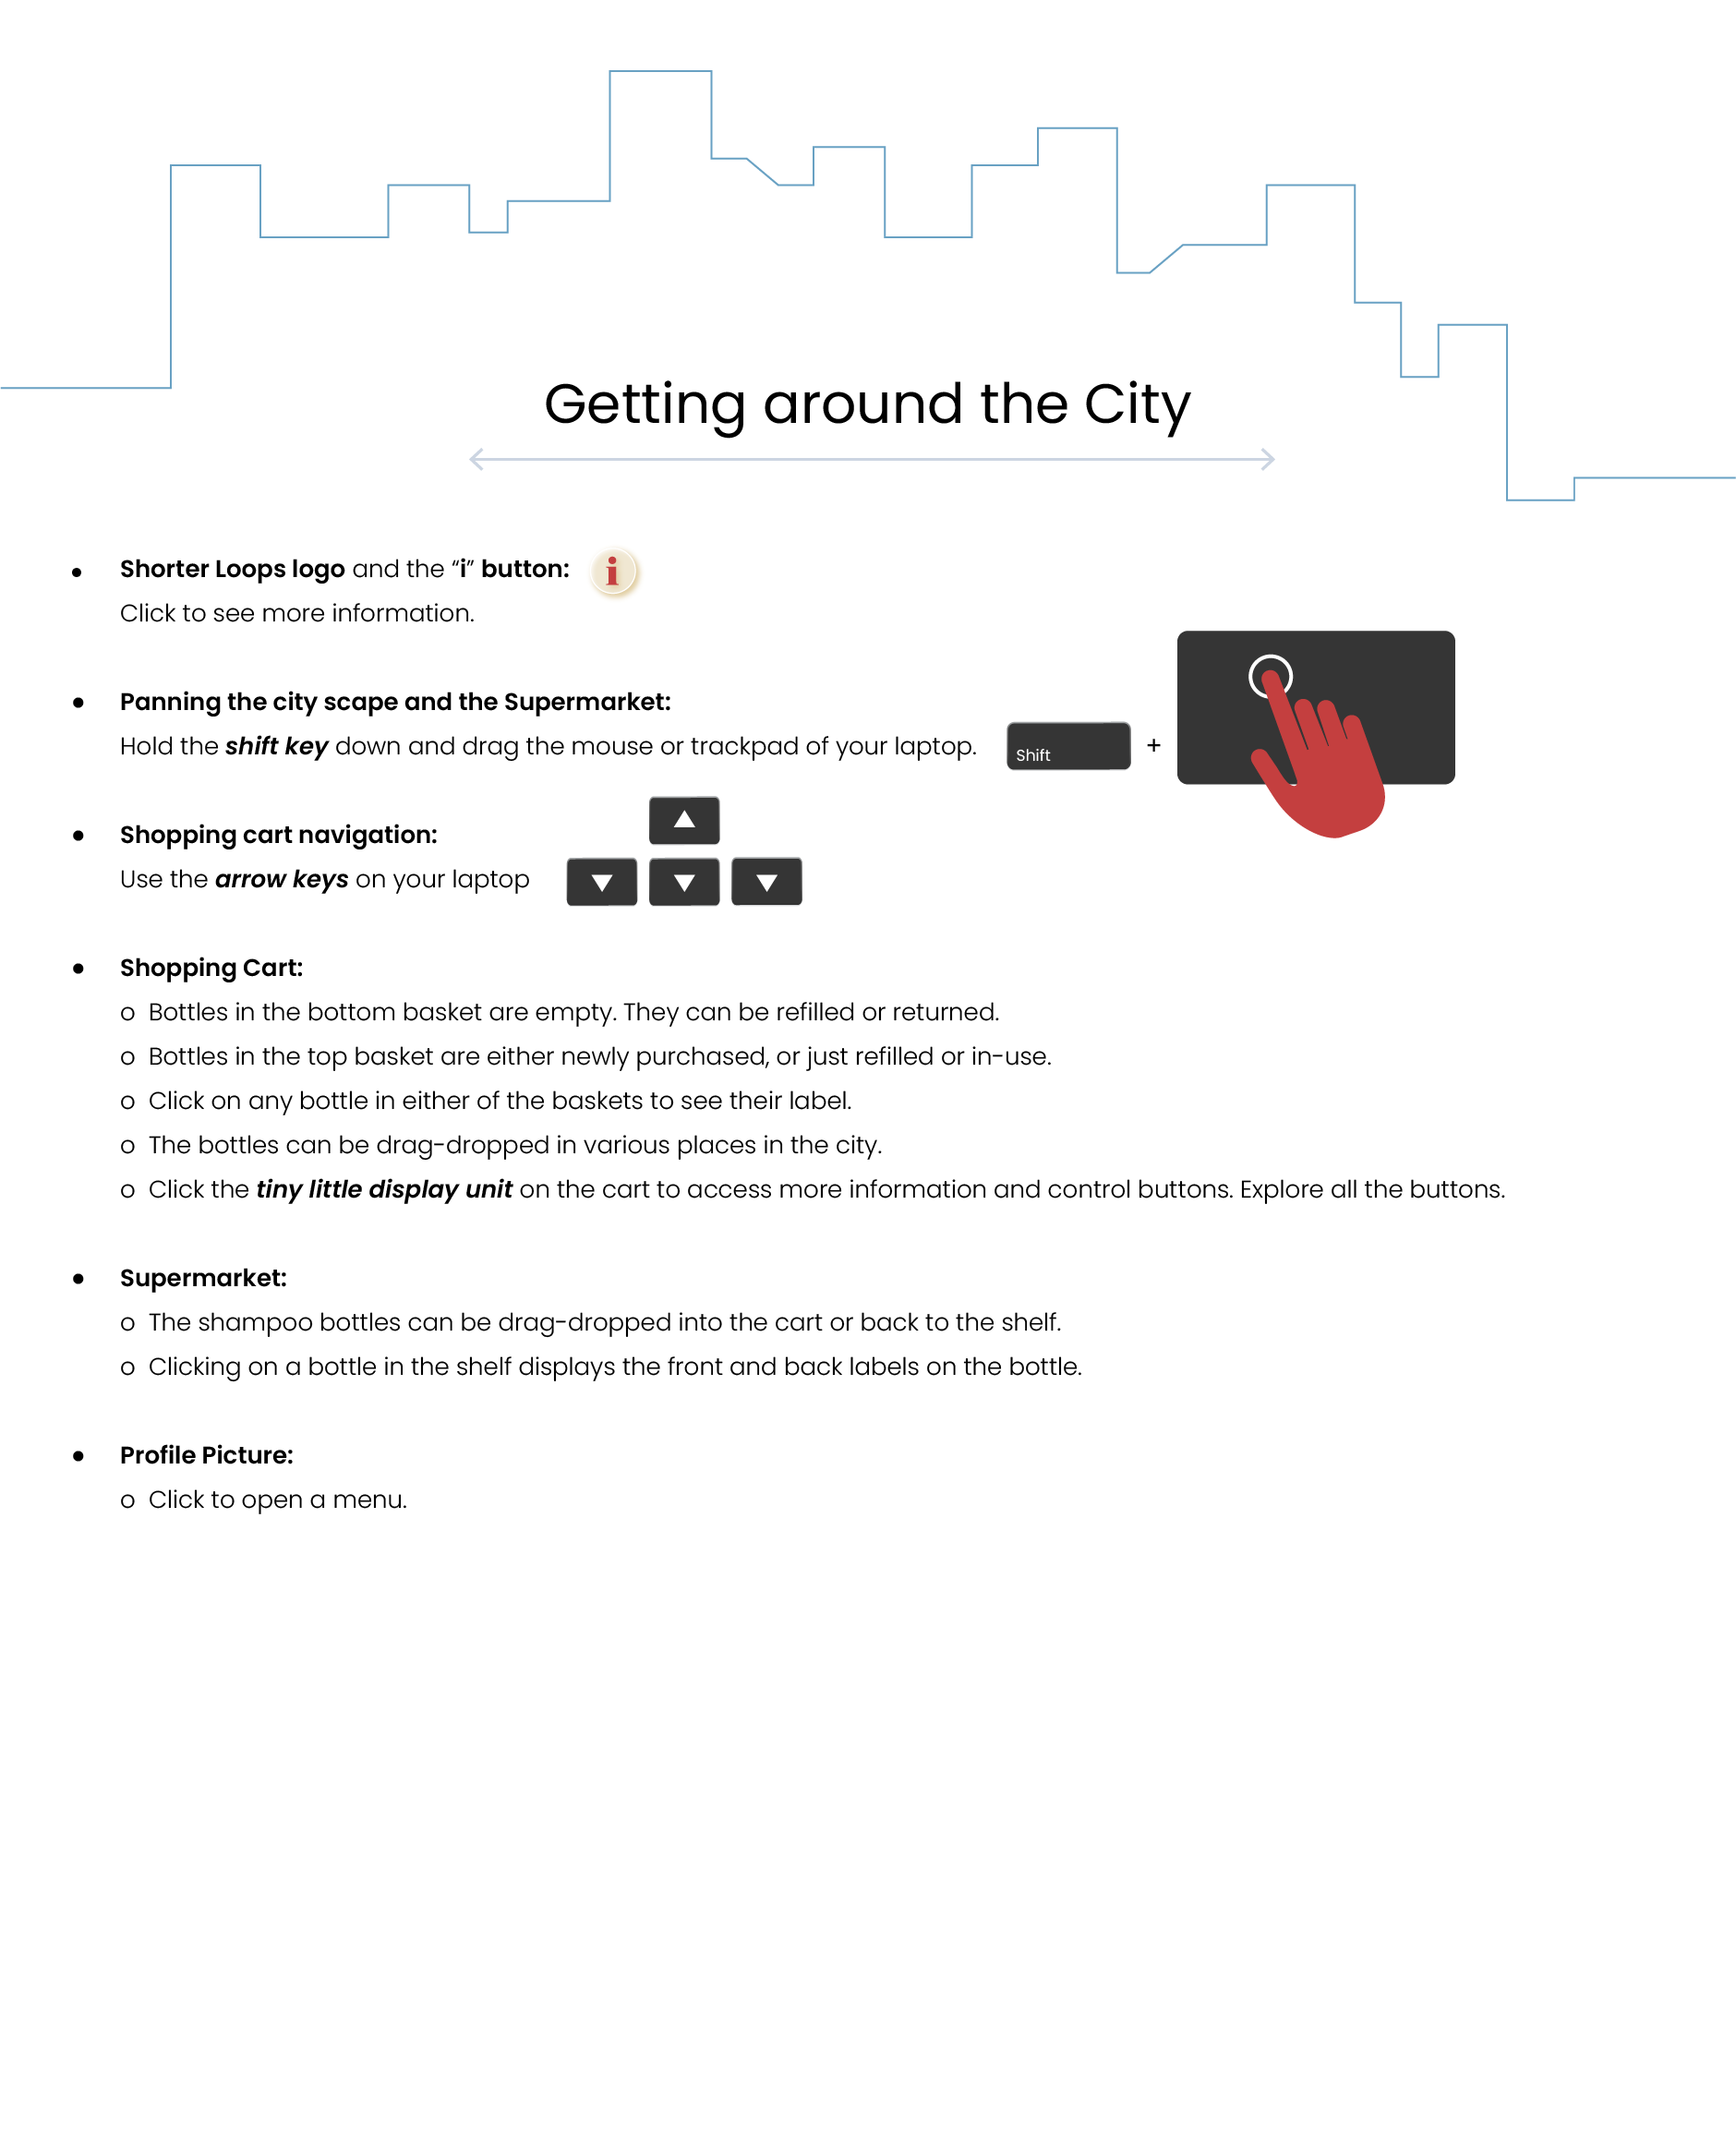 Getting around the City
• Shorter Loops logo and the “i” button: i
Click to see more information.
• Panning the city scape and the Supermarket:
Hold the shift key down and drag the mouse or trackpad of your laptop. Shift +
• Shopping cart navigation:
Use the arrow keys on your laptop
• Shopping Cart:
o Bottles in the bottom basket are empty. They can be refilled or returned.
o Bottles in the top basket are either newly purchased, or just refilled or in-use.
o Click on any bottle in either of the baskets to see their label.
o The bottles can be drag-dropped in various places in the city.
o Click the tiny little display unit on the cart to access more information and control buttons. Explore all the buttons.
• Supermarket:
o The shampoo bottles can be drag-dropped into the cart or back to the shelf.
o Clicking on a bottle in the shelf displays the front and back labels on the bottle.
• Profile Picture:
o Click to open a menu.